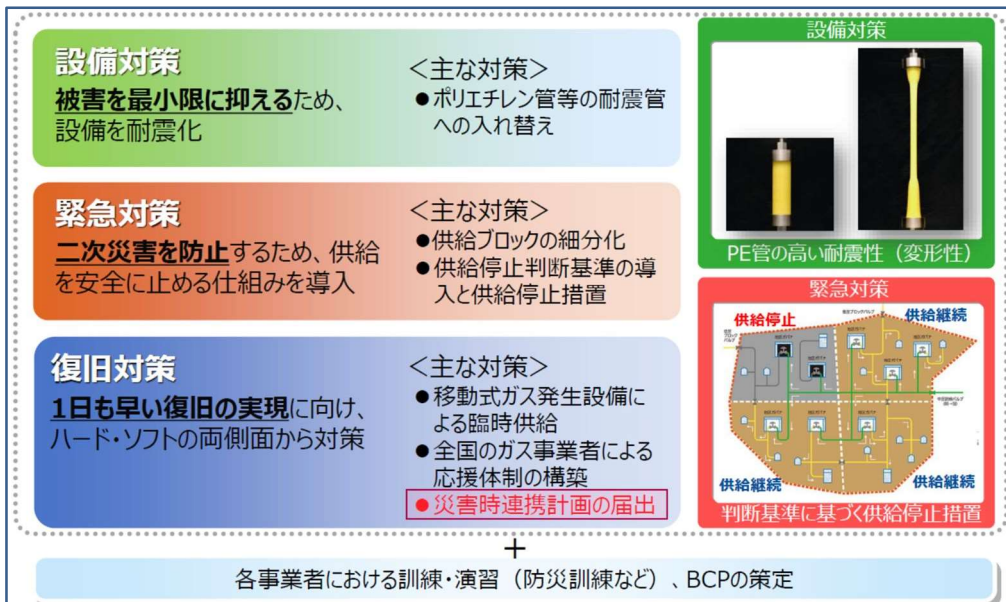 設備対策
被害を最小限に抑えるため、
設備を耐震化
＜主な対策＞
●ポリエチレン管等の耐震管
への入れ替え
緊急対策
二次災害を防止するため、供給
を安全に止める仕組みを導入
＜主な対策＞
●供給ブロックの細分化
●供給停止判断基準の導
入と供給停止措置
復旧対策
1日も早い復旧の実現に向け、
ハード・ソフトの両側面から対策
＜主な対策＞
●移動式ガス発生設備に
よる臨時供給
●全国のガス事業者による
応援体制の構築
●災害時連携計画の届出
設備対策
PE管の高い耐震性（変形性）
緊急対策
供給停止
供給継続
供給継続
供給継続
判断基準に基づく供給停止措置
＋
各事業者における訓練・演習（防災訓練など）、BCPの策定